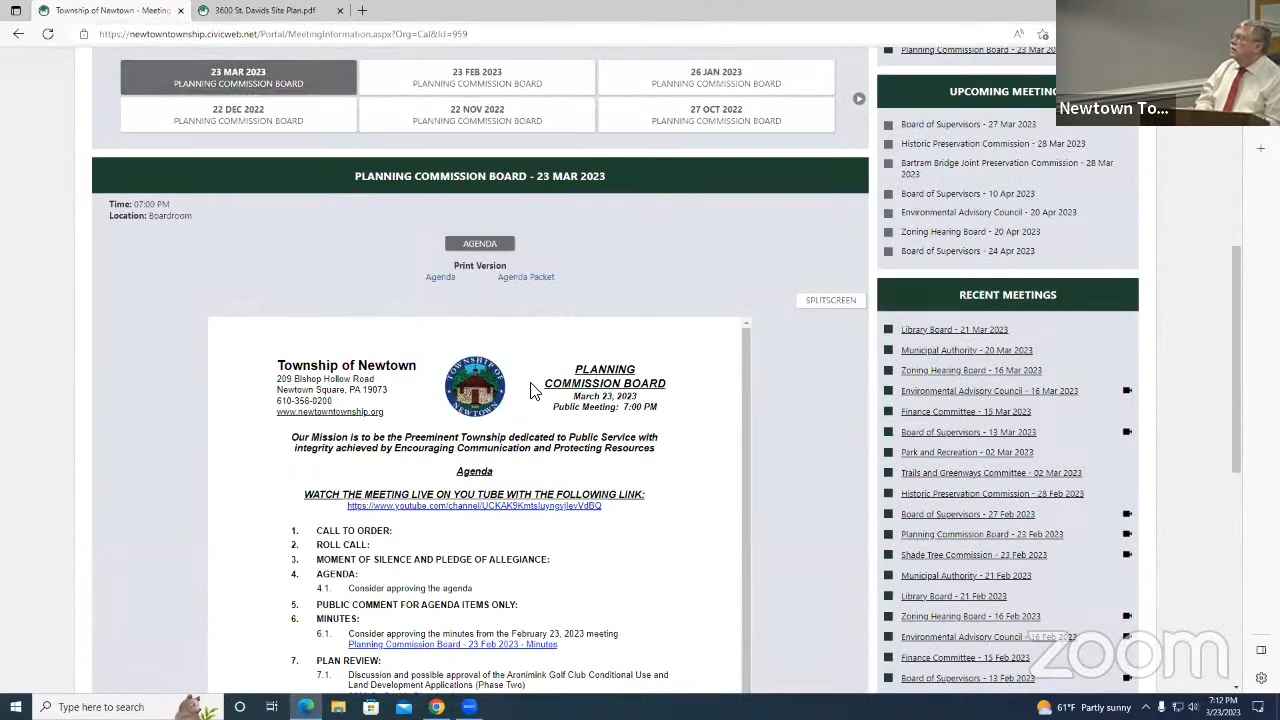 Township of Newton - Meeting
3600 St. Davids Site Plan.pdf
https://newtowntownship.civicweb.net/Portal/MeetingInformation.aspx?Org=Cal&Id=959
23 MAR 2023
PLANNING COMMISSION BOARD
23 FEB 2023
PLANNING COMMISSION BOARD
26 JAN 2023
PLANNING COMMISSION BOARD
22 DEC 2022
PLANNING COMMISSION BOARD
22 NOV 2022
PLANNING COMMISSION BOARD
27 OCT 2022
PLANNING COMMISSION BOARD
PLANNING COMMISSION BOARD - 23 MAR 2023
Time: 07:00 PM
Location: Boardroom
AGENDA
Print Version
Agenda
Agenda Packet
SPLITSCREEN
Township of Newtown
209 Bishop Hollow Road
Newtown Square, PA 19073
610-356-0200
www.newtowntownship.org
TOWNSHIP OF
NEWTOWN
PLANNING
COMMISSION BOARD
March 23, 2023
Public Meeting: 7:00 PM
Our Mission is to be the Preeminent Township dedicated to Public Service with
integrity achieved by Encouraging Communication and Protecting Resources
Agenda
WATCH THE MEETING LIVE ON YOU TUBE WITH THE FOLLOWING LINK:
1. CALL TO ORDER:
2. ROLL CALL:
3. MOMENT OF SILENCE AND PLEDGE OF ALLEGIANCE:
4. AGENDA:
4.1. Consider approving the agenda
5. PUBLIC COMMENT FOR AGENDA ITEMS ONLY:
6. MINUTES:
6.1. Consider approving the minutes from the February 23, 2023 meeting
Planning Commission Board - 23 Feb 2023 - Minutes
7. PLAN REVIEW:
7.1. Discussion and possible approval of the Aronimink Golf Club Conditional Use and
Land Development Applications (Phase Two)
Planning Commission Board - 23 Mar 2023
UPCOMING MEETIN
Board of Supervisors - 27 Mar 2023
Historic Preservation Commission - 28 Mar 2023
Bartram Bridge Joint Preservation Commission - 28 Mar
2023
Board of Supervisors - 10 Apr 2023
Environmental Advisory Council - 20 Apr 2023
Zoning Hearing Board - 20 Apr 2023
Board of Supervisors - 24 Apr 2023
RECENT MEETINGS
Library Board - 21 Mar 2023
Municipal Authority - 20 Mar 2023
Zoning Hearing Board - 16 Mar 2023
Environmental Advisory Council - 16 Mar 2023
Finance Committee - 15 Mar 2023
Board of Supervisors - 13 Mar 2023
Park and Recreation - 02 Mar 2023
Trails and Greenways Committee - 02 Mar 2023
Historic Preservation Commission - 28 Feb 2023
Board of Supervisors - 27 Feb 2023
Planning Commission Board - 23 Feb 2023
Shade Tree Commission - 23 Feb 2023
Municipal Authority - 21 Feb 2023
Library Board - 21 Feb 2023
Zoning Hearing Board - 16 Feb 2023
Environmental Advisory Council - 16 Feb 2023
Finance Committee - 15 Feb 2023
Board of Supervisors - 13 Feb 2023
Newtown To...
zoom
Type here to search
61°F Partly sunny
7:12 PM
3/23/2023